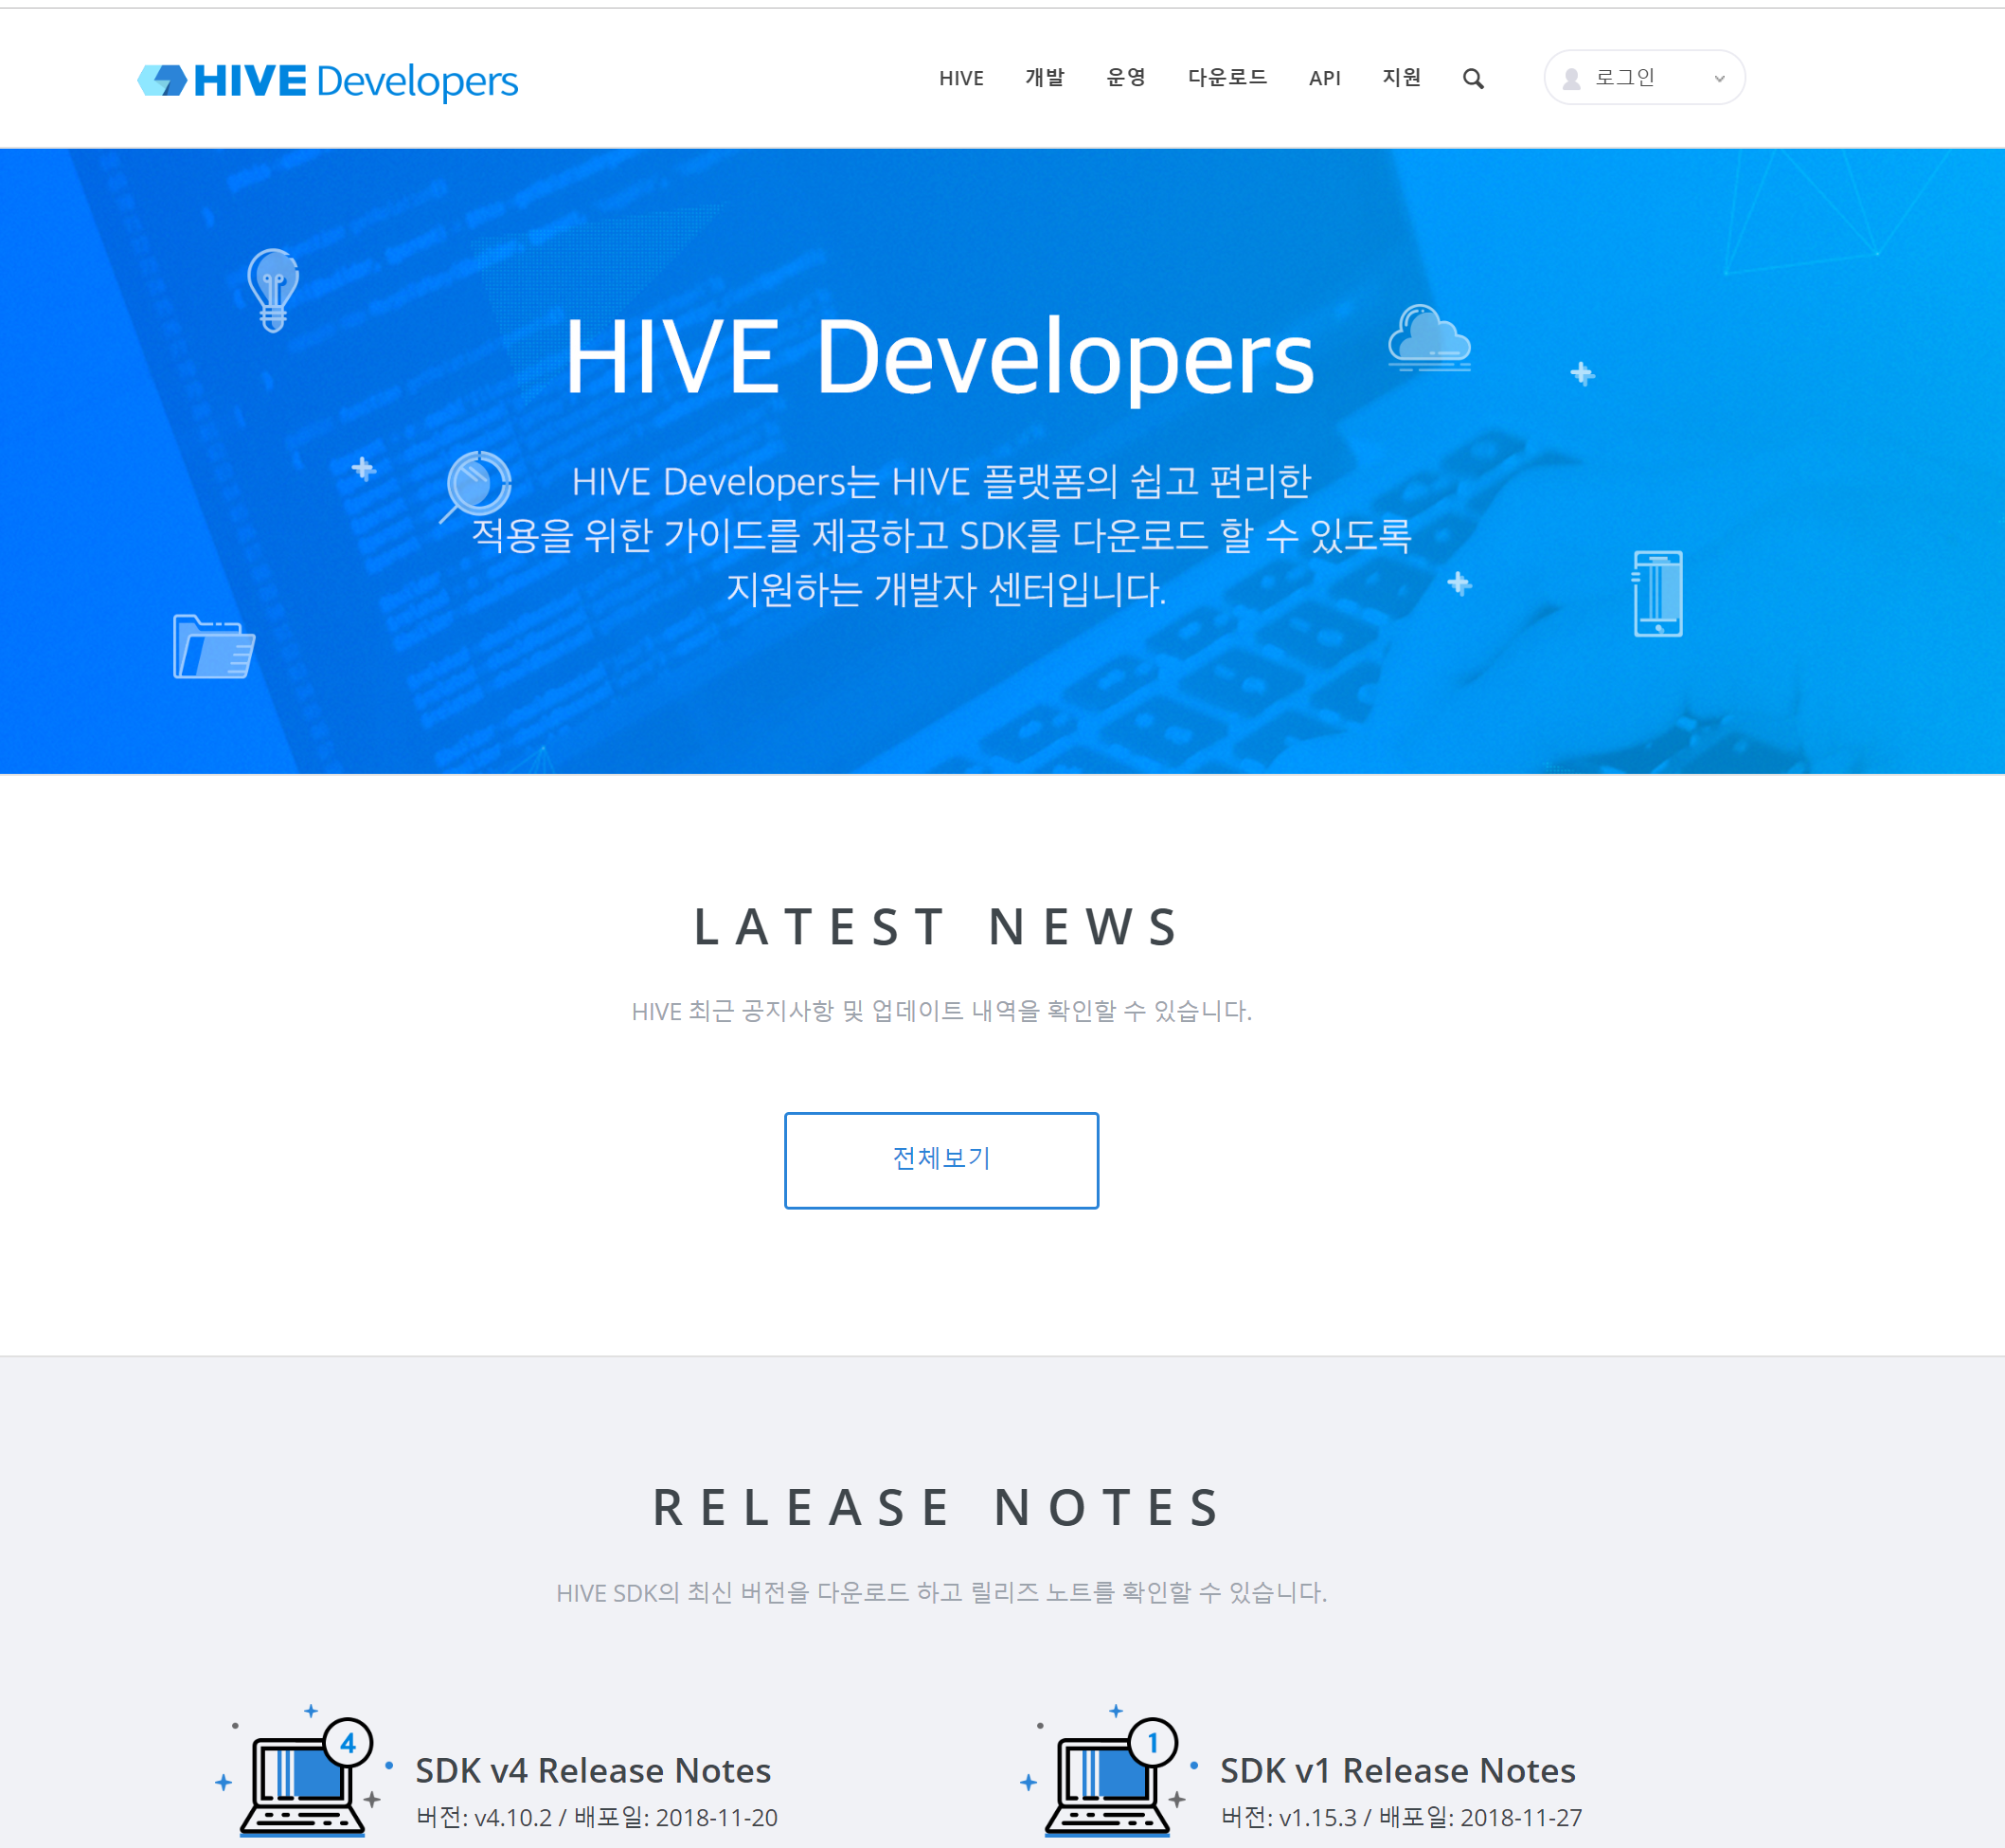 HIVE Developers
HIVE 개발 운영 다운로드 API 지원 로그인
HIVE Developers
HIVE Developers는 HIVE 플랫폼의 쉽고 편리한
적용을 위한 가이드를 제공하고 SDK를 다운로드 할 수 있도록
지원하는 개발자 센터입니다.
LATEST NEWS
HIVE 최근 공지사항 및 업데이트 내역을 확인할 수 있습니다.
전체보기
RELEASE NOTES
HIVE SDK의 최신 버전을 다운로드 하고 릴리즈 노트를 확인할 수 있습니다.
4
SDK v4 Release Notes
버전: v4.10.2 / 배포일: 2018-11-20
1
SDK v1 Release Notes
버전: v1.15.3 / 배포일: 2018-11-27